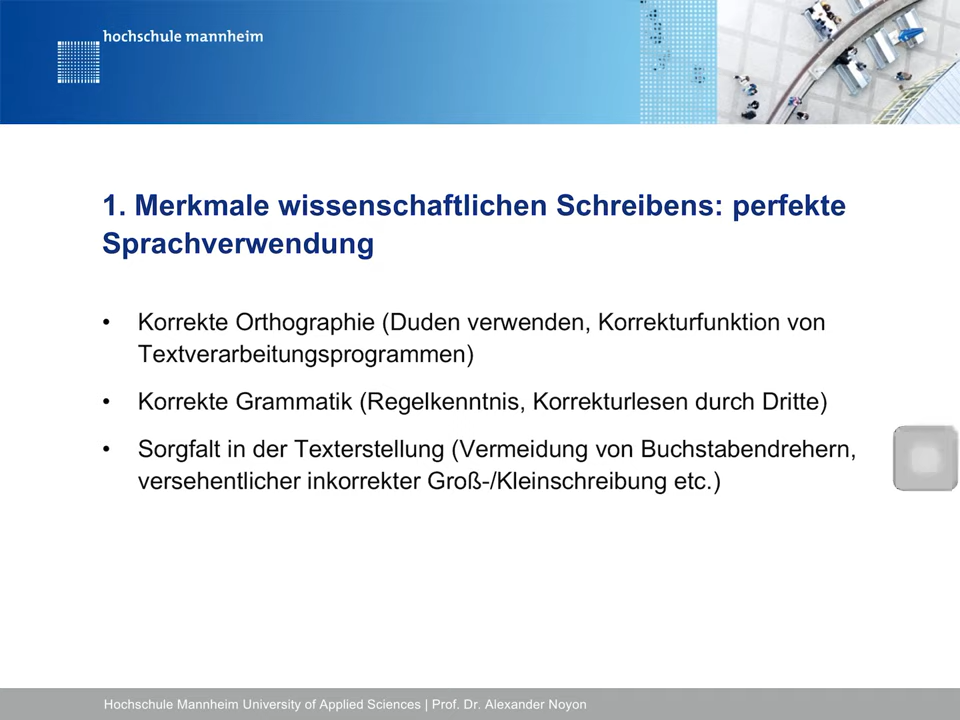 hochschule mannheim
1. Merkmale wissenschaftlichen Schreibens: perfekte
Sprachverwendung
• Korrekte Orthographie (Duden verwenden, Korrekturfunktion von
Textverarbeitungsprogrammen)
• Korrekte Grammatik (Regelkenntnis, Korrekturlesen durch Dritte)
• Sorgfalt in der Texterstellung (Vermeidung von Buchstabendrehern,
versehentlicher inkorrekter Groß-/Kleinschreibung etc.)
Hochschule Mannheim University of Applied Sciences | Prof. Dr. Alexander Noyon